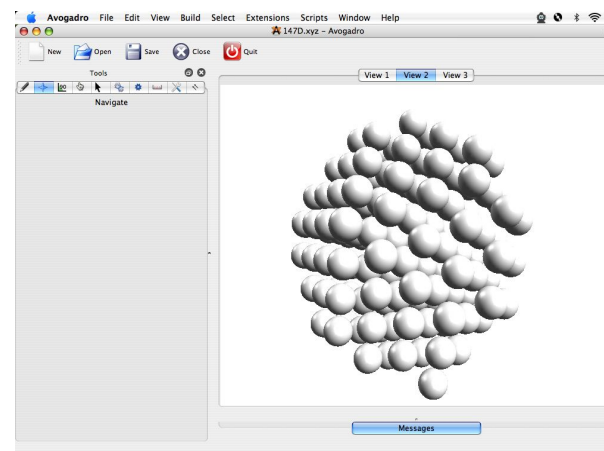 Avogadro File Edit View Build Select Extensions Scripts Window Help
147D.xyz – Avogadro
New Open Save Close Quit
Tools
View 1 View 2 View 3
Navigate
Messages